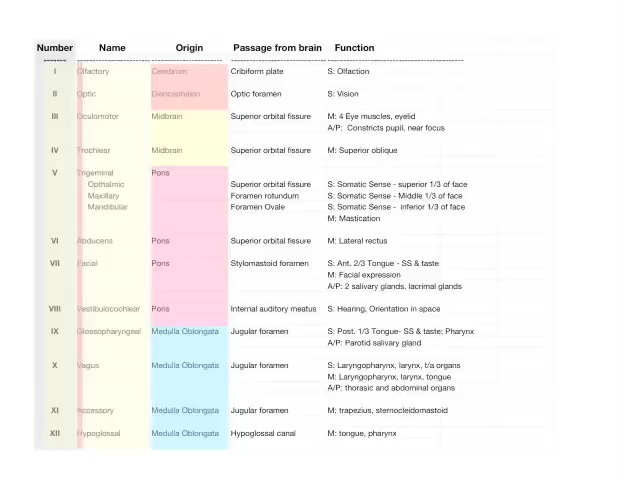 Number Name Origin Passage from brain Function
I Olfactory Cerebrum Cribiform plate S: Olfaction
II Optic Diencephalon Optic foramen S: Vision
III Oculomotor Midbrain Superior orbital fissure M: 4 Eye muscles, eyelid
A/P: Constricts pupil, near focus
IV Trochlear Midbrain Superior orbital fissure M: Superior oblique
V Trigeminal Pons
Opthalmic Superior orbital fissure S: Somatic Sense - superior 1/3 of face
Maxillary Foramen rotundum S: Somatic Sense - Middle 1/3 of face
Mandibular Foramen Ovale S: Somatic Sense - inferior 1/3 of face
M: Mastication
VI Abducens Pons Superior orbital fissure M: Lateral rectus
VII Facial Pons Stylomastoid foramen S: Ant. 2/3 Tongue - SS & taste
M: Facial expression
A/P: 2 salivary glands, lacrimal glands
VIII Vestibulocochlear Pons Internal auditory meatus S: Hearing, Orientation in space
IX Glossopharyngeal Medulla Oblongata Jugular foramen S: Post. 1/3 Tongue- SS & taste; Pharynx
A/P: Parotid salivary gland
X Vagus Medulla Oblongata Jugular foramen S: Laryngopharynx, larynx, t/a organs
M: Laryngopharynx, larynx, tongue
A/P: thorasic and abdominal organs
XI Accessory Medulla Oblongata Jugular foramen M: trapezius, sternocleidomastoid
XII Hypoglossal Medulla Oblongata Hypoglossal canal M: tongue, pharynx